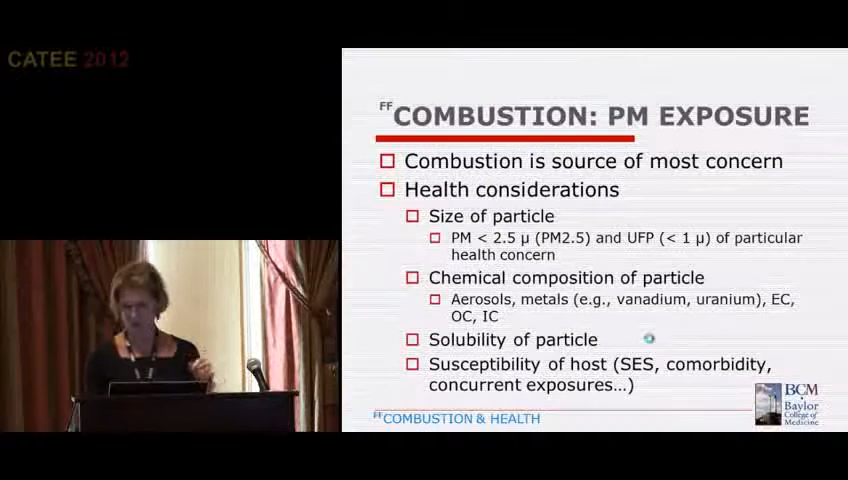 CATEE 2012
FF COMBUSTION: PM EXPOSURE
Combustion is source of most concern
Health considerations
Size of particle
PM < 2.5 µ (PM2.5) and UFP (< 1 µ) of particular
health concern
Chemical composition of particle
Aerosols, metals (e.g., vanadium, uranium), EC,
OC, IC
Solubility of particle
Susceptibility of host (SES, comorbidity,
concurrent exposures…)
BCM
Baylor
College of
Medicine
FF COMBUSTION & HEALTH